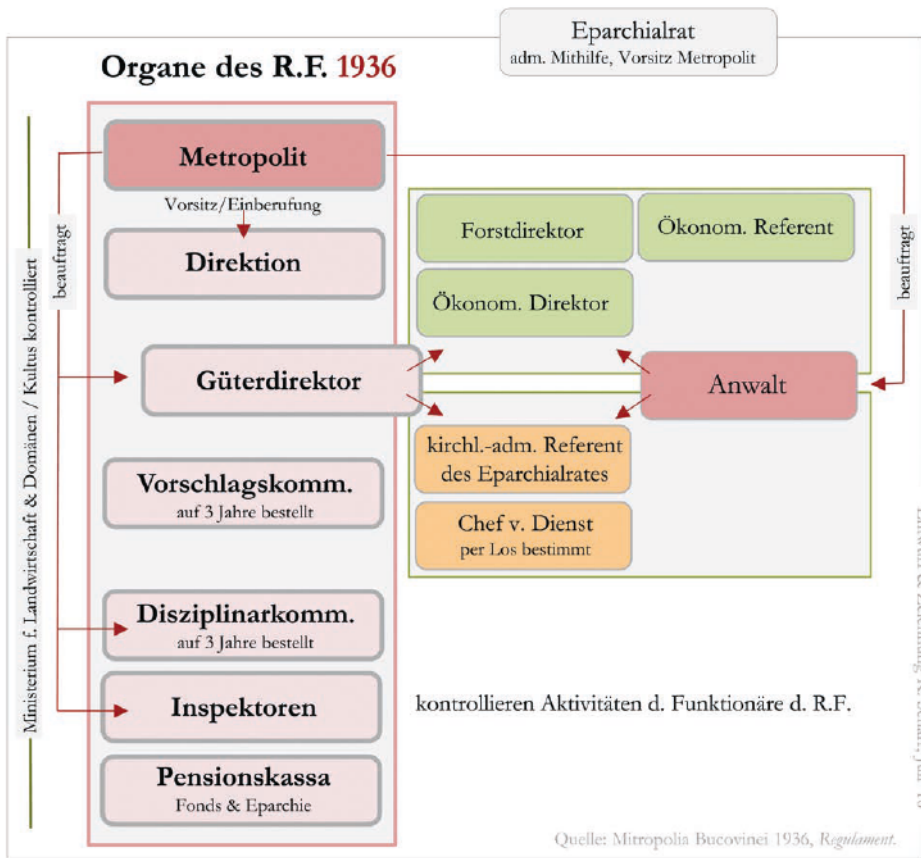 Eparchialrat
adm. Mithilfe, Vorsitz Metropolit
Organe des R.F. 1936
Metropolit
Vorsitz/Einberufung
Direktion
Güterdirektor
Vorschlagskomm.
auf 3 Jahre bestellt
Disziplinarkomm.
auf 3 Jahre bestellt
Inspektoren
Pensionskassa
Fonds & Eparchie
Ministerium f. Landwirtschaft & Domänen / Kultus kontrolliert
beauftragt
Forstdirektor
Ökonom. Referent
Ökonom. Direktor
Anwalt
kirchl.-adm. Referent
des Eparchialrates
Chef v. Dienst
per Los bestimmt
beauftragt
kontrollieren Aktivitäten d. Funktionäre d. R.F.
Quelle: Mitropolia Bucovinei 1936, Regulament.